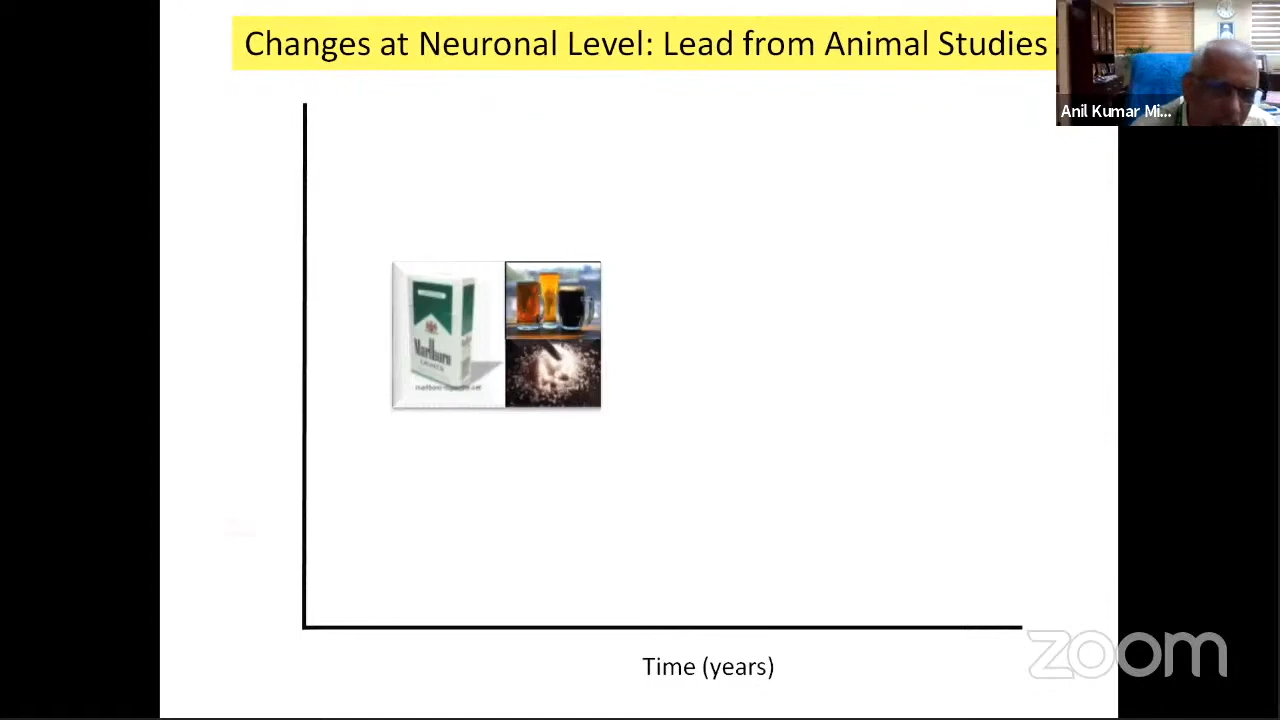 Changes at Neuronal Level: Lead from Animal Studies
Anil Kumar Mi...
Marlboro
Time (years)
zoom